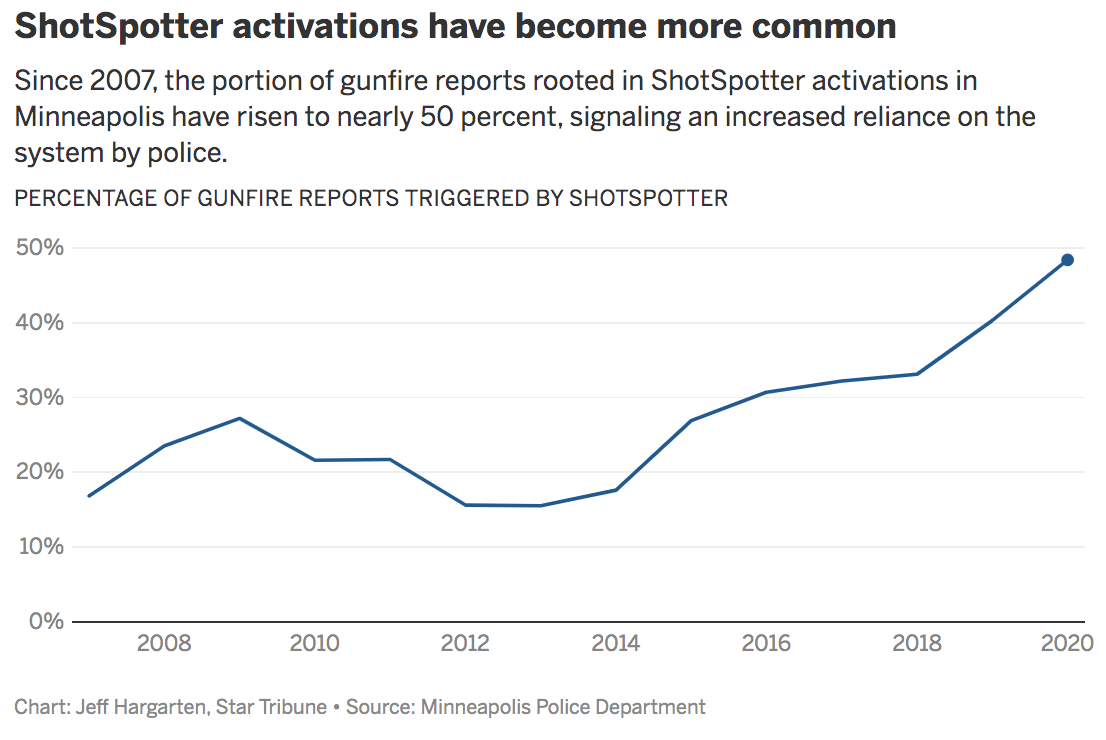 ShotSpotter activations have become more common
Since 2007, the portion of gunfire reports rooted in ShotSpotter activations in
Minneapolis have risen to nearly 50 percent, signaling an increased reliance on the
system by police.
PERCENTAGE OF GUNFIRE REPORTS TRIGGERED BY SHOTSPOTTER
50%
40%
30%
20%
10%
0%
2008 2010 2012 2014 2016 2018 2020
Chart: Jeff Hargarten, Star Tribune • Source: Minneapolis Police Department